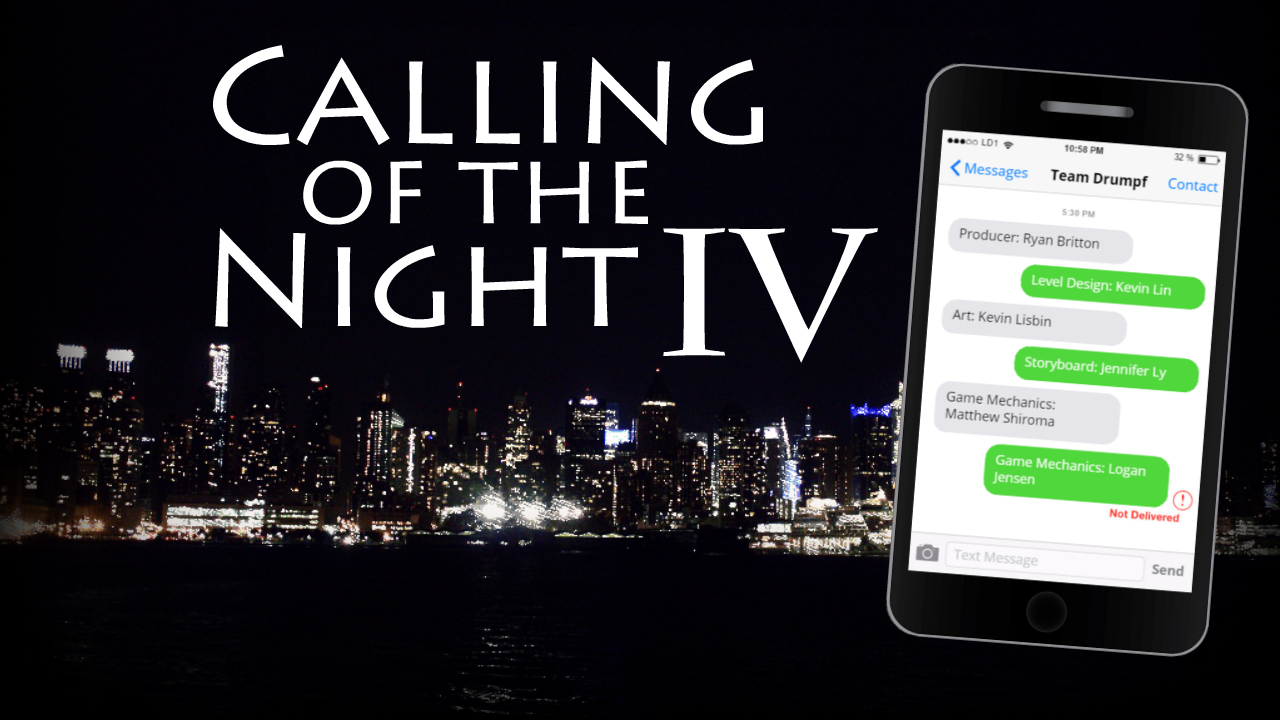 CALLING
OF THE
NIGHT IV
LD1
10:58 PM
32 %
Messages
Team Drumpf
Contact
5:30 PM
Producer: Ryan Britton
Level Design: Kevin Lin
Art: Kevin Lisbin
Storyboard: Jennifer Ly
Game Mechanics:
Matthew Shiroma
Game Mechanics: Logan
Jensen
!
Not Delivered
Text Message
Send